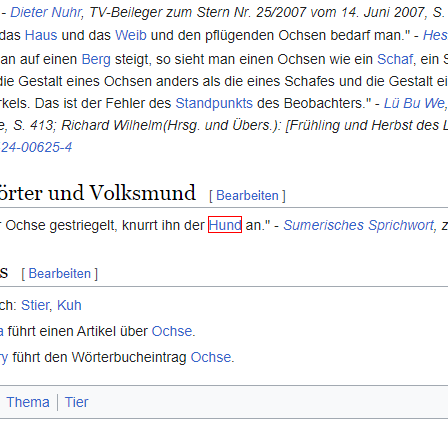 - Dieter Nuhr, TV-Beileger zum Stern Nr. 25/2007 vom 14. Juni 2007, S.
das Haus und das Weib und den pflügenden Ochsen bedarf man." - Hes
an auf einen Berg steigt, so sieht man einen Ochsen wie ein Schaf, ein S
die Gestalt eines Ochsen anders als die eines Schafes und die Gestalt ei
rkels. Das ist der Fehler des Standpunkts des Beobachters." - Lü Bu We,
e, S. 413; Richard Wilhelm(Hrsg. und Übers.): [Frühling und Herbst des L
24-00625-4
örter und Volksmund [ Bearbeiten ]
r Ochse gestriegelt, knurrt ihn der Hund an." - Sumerisches Sprichwort, z
s [ Bearbeiten ]
ch: Stier, Kuh
a führt einen Artikel über Ochse.
ry führt den Wörterbucheintrag Ochse.
Thema | Tier